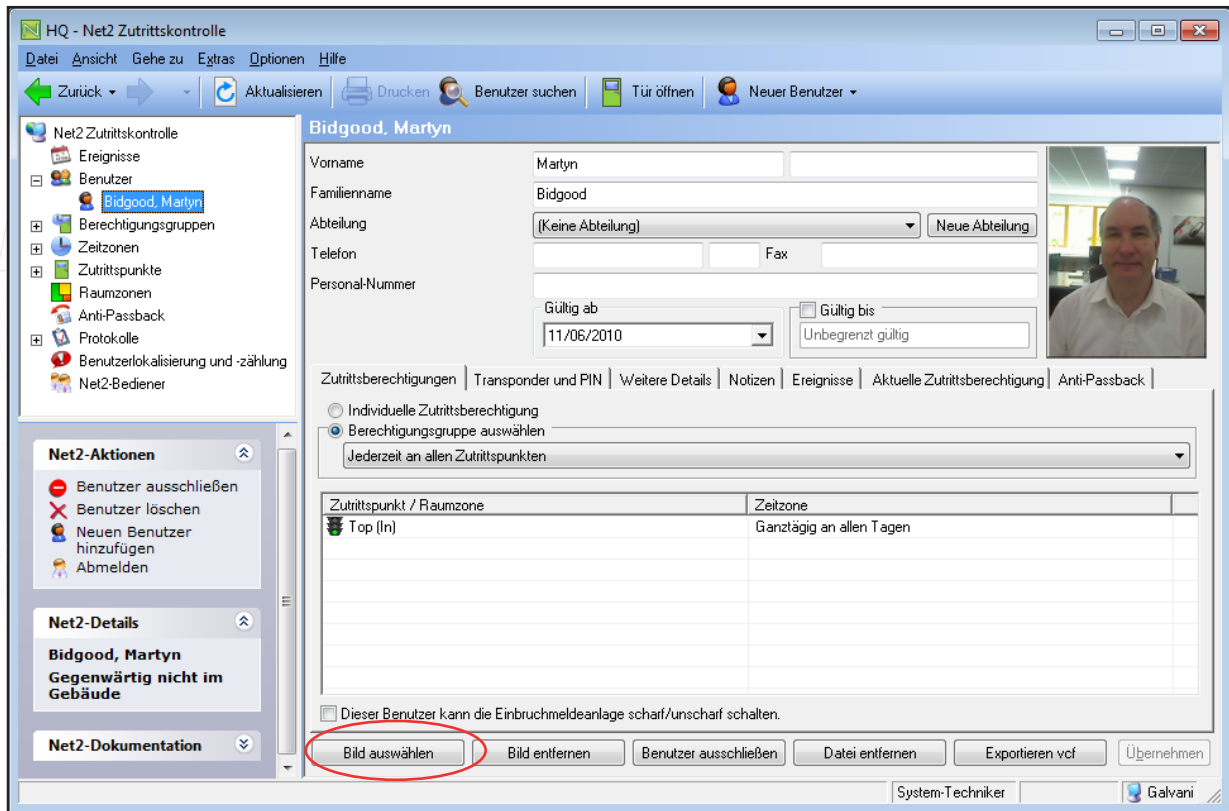 HQ - Net2 Zutrittskontrolle
Datei Ansicht Gehe zu Extras Optionen Hilfe
Zurück Aktualisieren Drucken Benutzer suchen Tür öffnen Neuer Benutzer
Net2 Zutrittskontrolle
Ereignisse
Benutzer
Bidgood, Martyn
Berechtigungsgruppen
Zeitzonen
Zutrittspunkte
Raumzonen
Anti-Passback
Protokolle
Benutzerlokalisierung und -zählung
Net2-Bediener
Net2-Aktionen
Benutzer ausschließen
Benutzer löschen
Neuen Benutzer
hinzufügen
Abmelden
Net2-Details
Bidgood, Martyn
Gegenwärtig nicht im
Gebäude
Net2-Dokumentation
Bidgood, Martyn
Vorname Martyn
Familienname Bidgood
Abteilung (Keine Abteilung) Neue Abteilung
Telefon Fax
Personal-Nummer
Gültig ab Gültig bis
11/06/2010 Unbegrenzt gültig
Zutrittsberechtigungen Transponder und PIN Weitere Details Notizen Ereignisse Aktuelle Zutrittsberechtigung Anti-Passback
Individuelle Zutrittsberechtigung
Berechtigungsgruppe auswählen
Jederzeit an allen Zutrittspunkten
Zutrittspunkt / Raumzone Zeitzone
Top (In) Ganztägig an allen Tagen
Dieser Benutzer kann die Einbruchmeldeanlage scharf/unscharf schalten.
Bild auswählen Bild entfernen Benutzer ausschließen Datei entfernen Exportieren vcf Übernehmen
System-Techniker Galvani